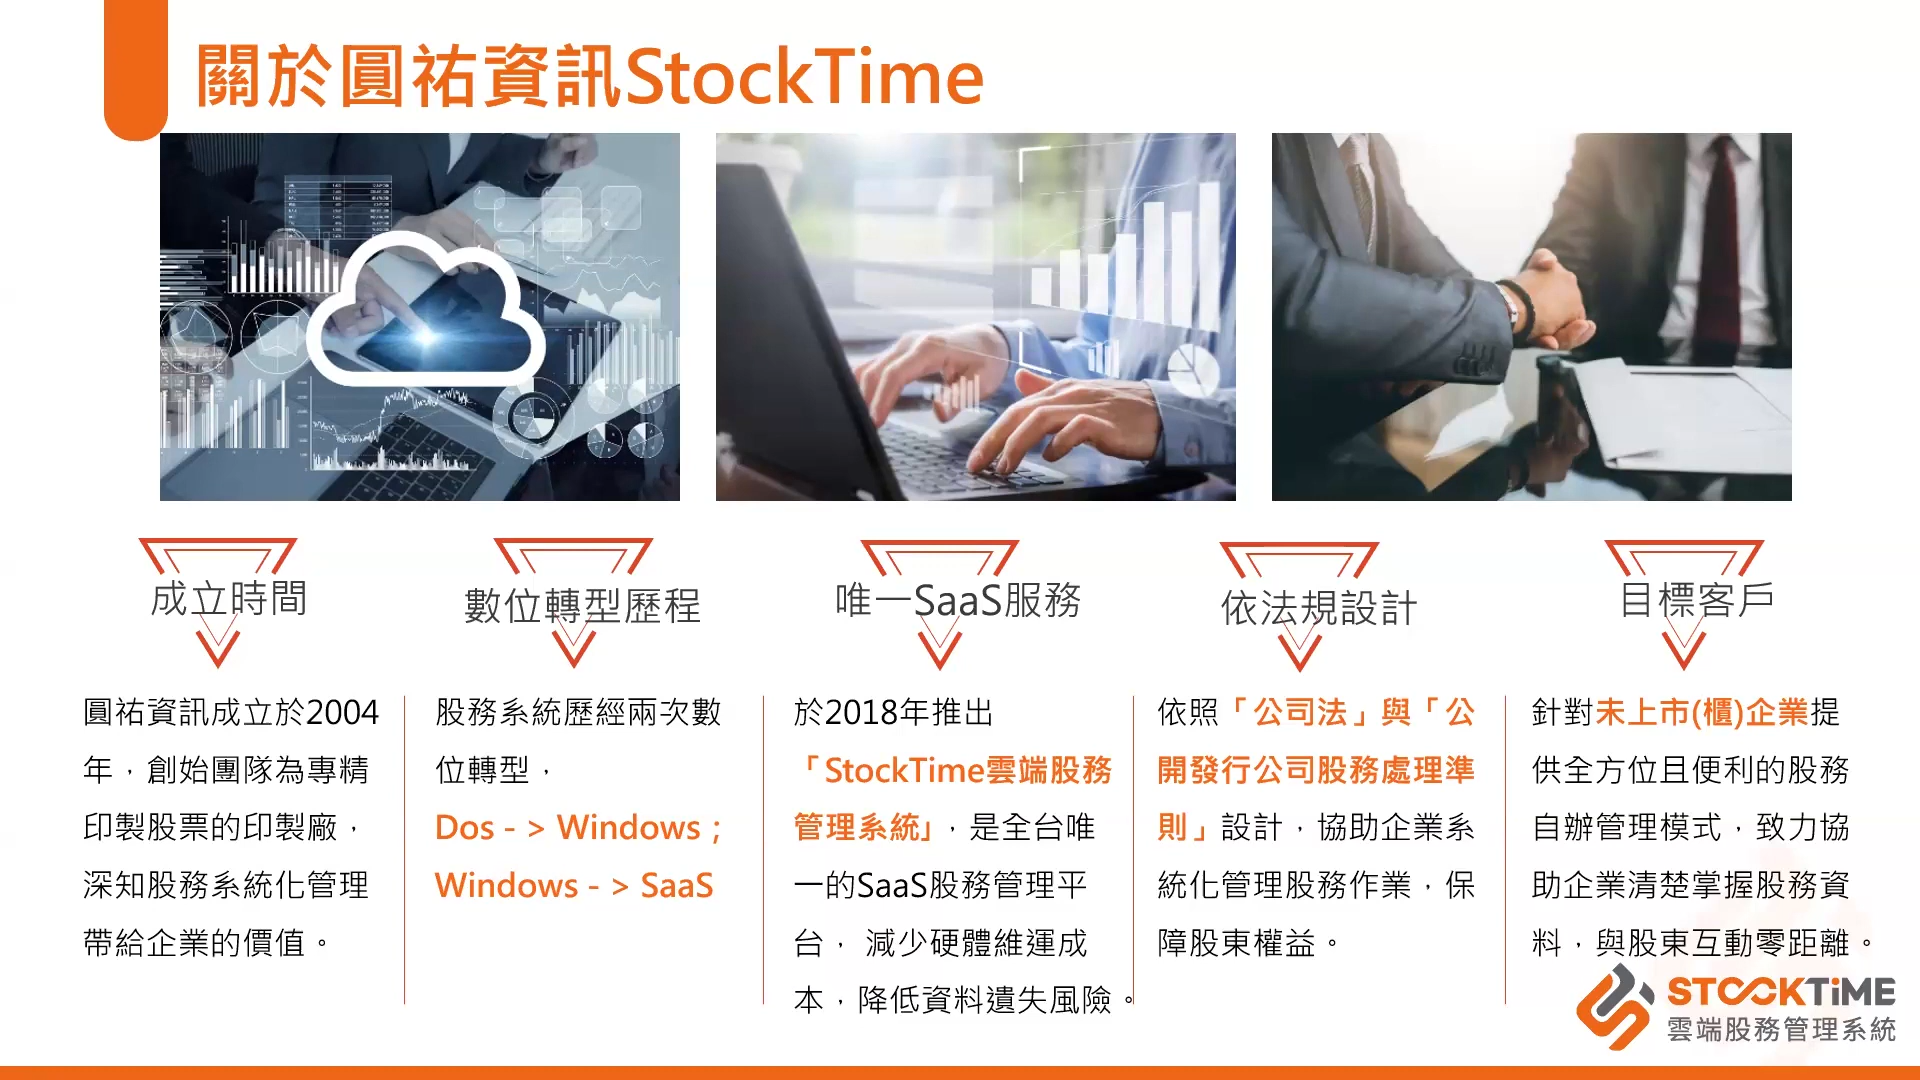 關於圓祐資訊StockTime
成立時間
圓祐資訊成立於2004
年，創始團隊為專精
印製股票的印製廠，
深知股務系統化管理
帶給企業的價值。
數位轉型歷程
股務系統歷經兩次數
位轉型，
Dos - > Windows；
Windows - > SaaS
唯一SaaS服務
於2018年推出
「StockTime雲端股務
管理系統」，是全台唯
一的SaaS股務管理平
台， 減少硬體維運成
本，降低資料遺失風險。
依法規設計
依照「公司法」與「公
開發行公司股務處理準
則」設計，協助企業系
統化管理股務作業，保
障股東權益。
目標客戶
針對未上市(櫃)企業提
供全方位且便利的股務
自辦管理模式，致力協
助企業清楚掌握股務資
料，與股東互動零距離。
STOCKTiME
雲端股務管理系統